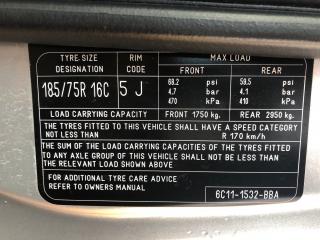 TYRE-SIZE RIM MAX LOAD
DESIGNATION CODE FRONT REAR
185/75R 16C 5 J 68.2 psi 59.5 psi
4.7 bar 4.1 bar
470 kPa 410 kPa
LOAD CARRYING CAPACITY FRONT 1750 kg. REAR 2950 kg.
THE TYRES FITTED TO THIS VEHICLE SHALL HAVE A SPEED CATEGORY
NOT LESS THAN R 170 km/h
THE SUM OF THE LOAD CARRYING CAPACITIES OF THE TYRES FITTED
TO ANY AXLE GROUP OF THIS VEHICLE SHALL NOT BE LESS THAN
THE RELEVANT LOAD SHOWN ABOVE
FOR ADDITIONAL TYRE CARE ADVICE
REFER TO OWNERS MANUAL 6C11-1532-BBA